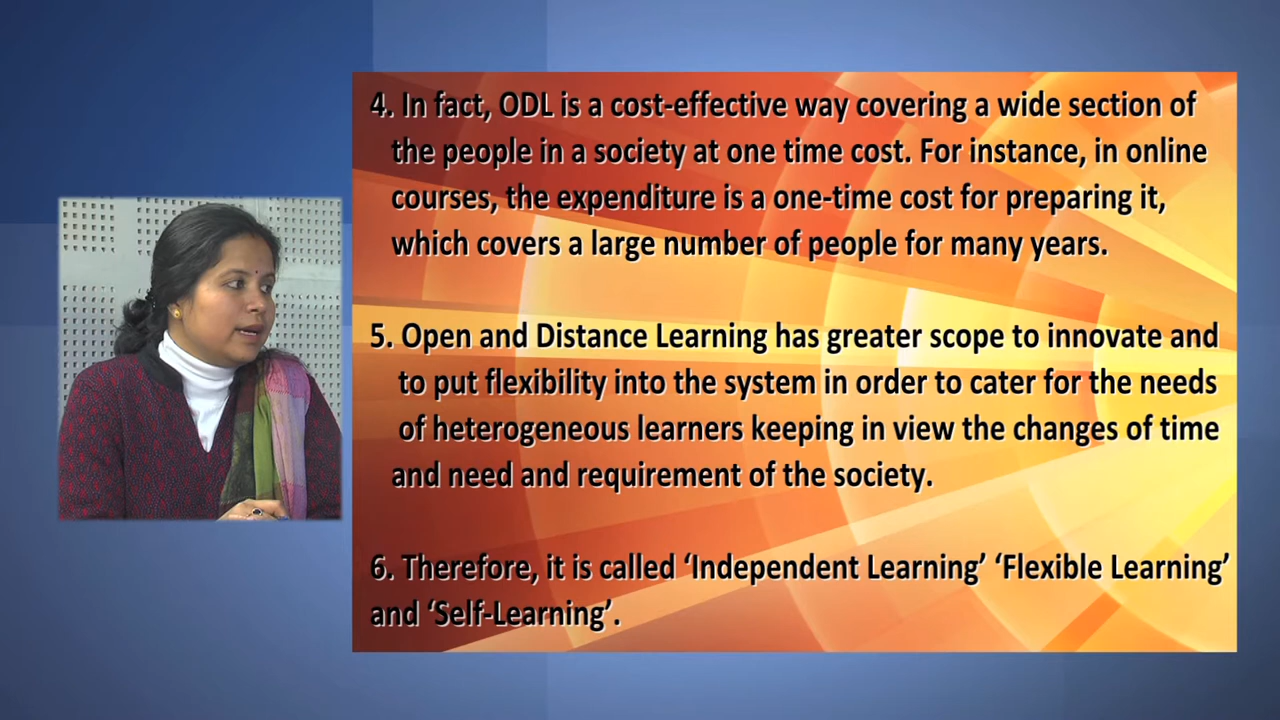 4. In fact, ODL is a cost-effective way covering a wide section of
the people in a society at one time cost. For instance, in online
courses, the expenditure is a one-time cost for preparing it,
which covers a large number of people for many years.
5. Open and Distance Learning has greater scope to innovate and
to put flexibility into the system in order to cater for the needs
of heterogeneous learners keeping in view the changes of time
and need and requirement of the society.
6. Therefore, it is called ‘Independent Learning’ ‘Flexible Learning’
and ‘Self-Learning’.